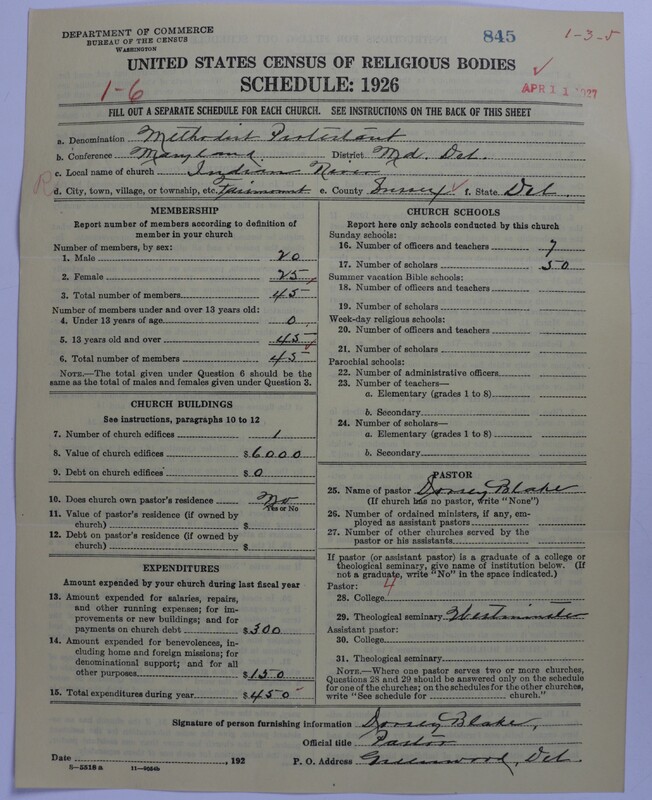 DEPARTMENT OF COMMERCE
BUREAU OF THE CENSUS
WASHINGTON
845
1-3-5
UNITED STATES CENSUS OF RELIGIOUS BODIES
SCHEDULE: 1926
1-6
APR 11 1927
FILL OUT A SEPARATE SCHEDULE FOR EACH CHURCH. SEE INSTRUCTIONS ON THE BACK OF THIS SHEET
a. Denomination Methodist Protestant
b. Conference Maryland District Md. Del.
c. Local name of church Indian River
R
d. City, town, village, or township, etc. Fairmount e. County Sussex f. State Del.
MEMBERSHIP
Report number of members according to definition of
member in your church
Number of members, by sex:
1. Male 20
2. Female 25
3. Total number of members 45
Number of members under and over 13 years old:
4. Under 13 years of age 0
5. 13 years old and over 45
6. Total number of members 45
NOTE.—The total given under Question 6 should be the
same as the total of males and females given under Question 3.
CHURCH BUILDINGS
See instructions, paragraphs 10 to 12
7. Number of church edifices 1
8. Value of church edifices $6000
9. Debt on church edifices $0
10. Does church own pastor's residence No
Yes or No
11. Value of pastor's residence (if owned by
church) $
12. Debt on pastor's residence (if owned by
church) $
EXPENDITURES
Amount expended by your church during last fiscal year
13. Amount expended for salaries, repairs,
and other running expenses; for im-
provements or new buildings; and for
payments on church debt $300
14. Amount expended for benevolences, in-
cluding home and foreign missions; for
denominational support; and for all
other purposes $150
15. Total expenditures during year $450
CHURCH SCHOOLS
Report here only schools conducted by this church
Sunday schools:
16. Number of officers and teachers 7
17. Number of scholars 50
Summer vacation Bible schools:
18. Number of officers and teachers
19. Number of scholars
Week-day religious schools:
20. Number of officers and teachers
21. Number of scholars
Parochial schools:
22. Number of administrative officers
23. Number of teachers—
a. Elementary (grades 1 to 8)
b. Secondary
24. Number of scholars—
a. Elementary (grades 1 to 8)
b. Secondary
PASTOR
25. Name of pastor Dorsey Blake
(If church has no pastor, write "None")
26. Number of ordained ministers, if any, em-
ployed as assistant pastors
27. Number of other churches served by the
pastor or his assistants
If pastor (or assistant pastor) is a graduate of a college or
theological seminary, give name of institution below. (If
not a graduate, write "No" in the space indicated.)
Pastor:
4
28. College
29. Theological seminary Westminster
Assistant pastor:
30. College
31. Theological seminary
NOTE.—Where one pastor serves two or more churches,
Questions 28 and 29 should be answered only on the schedule
for one of the churches; on the schedules for the other churches,
write "See schedule for church."
Signature of person furnishing information Dorsey Blake,
Official title Pastor
Date , 192 P. O. Address Greenwood, Del.
8-5518 a 11-9084b